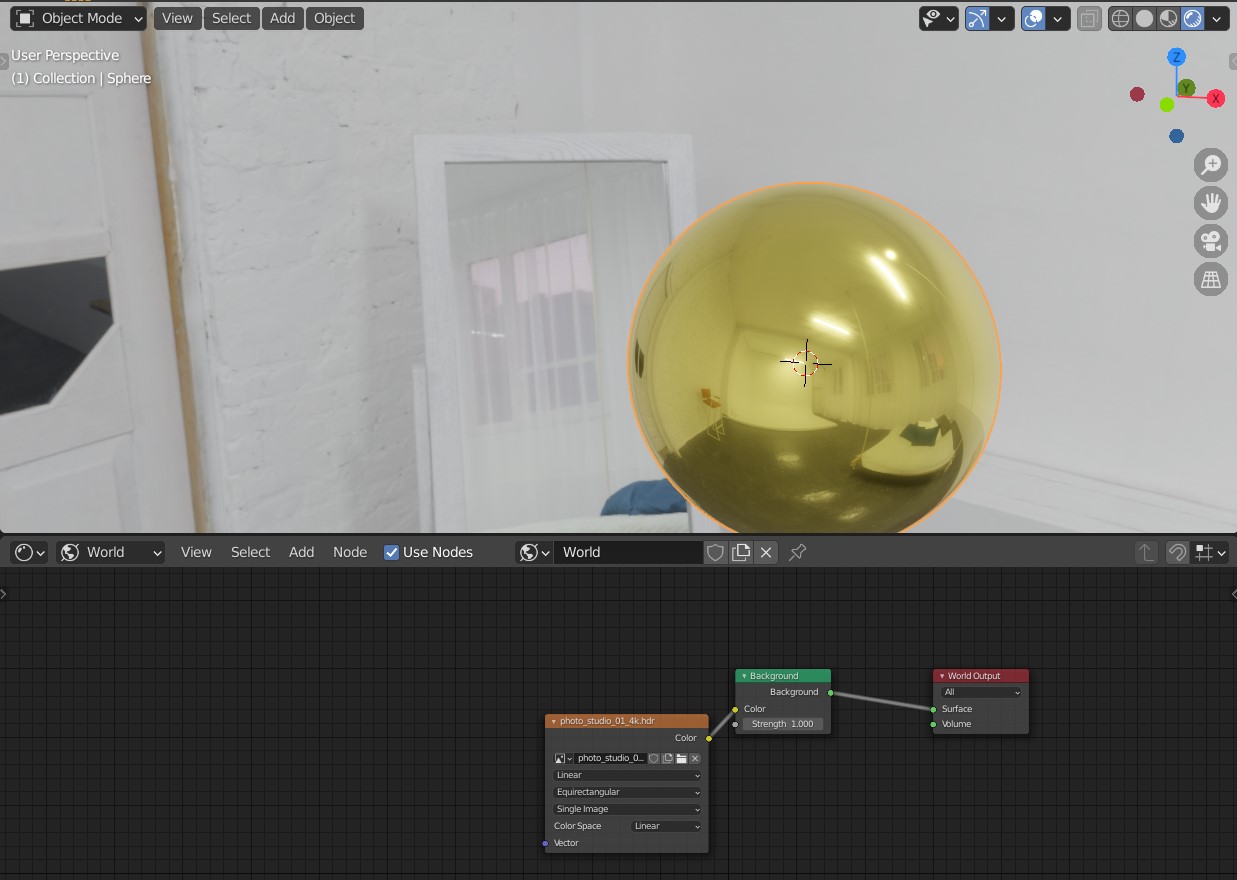 Object Mode View Select Add Object
User Perspective
(1) Collection | Sphere
Z
Y
X
World View Select Add Node Use Nodes World
Background
Background
Color
Strength 1.000
World Output
All
Surface
Volume
photo_studio_01_4k.hdr
Color
photo_studio_0...
Linear
Equirectangular
Single Image
Color Space Linear
Vector